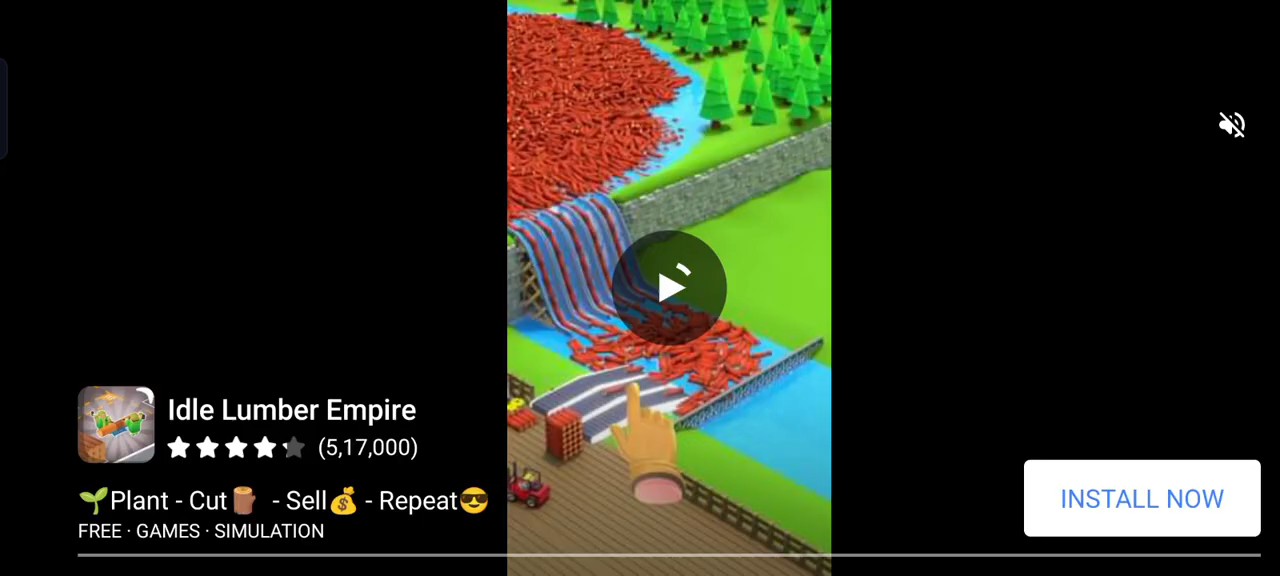 Idle Lumber Empire
(5,17,000)
🌱Plant - Cut🪵 - Sell💰 - Repeat😎
FREE · GAMES · SIMULATION
INSTALL NOW